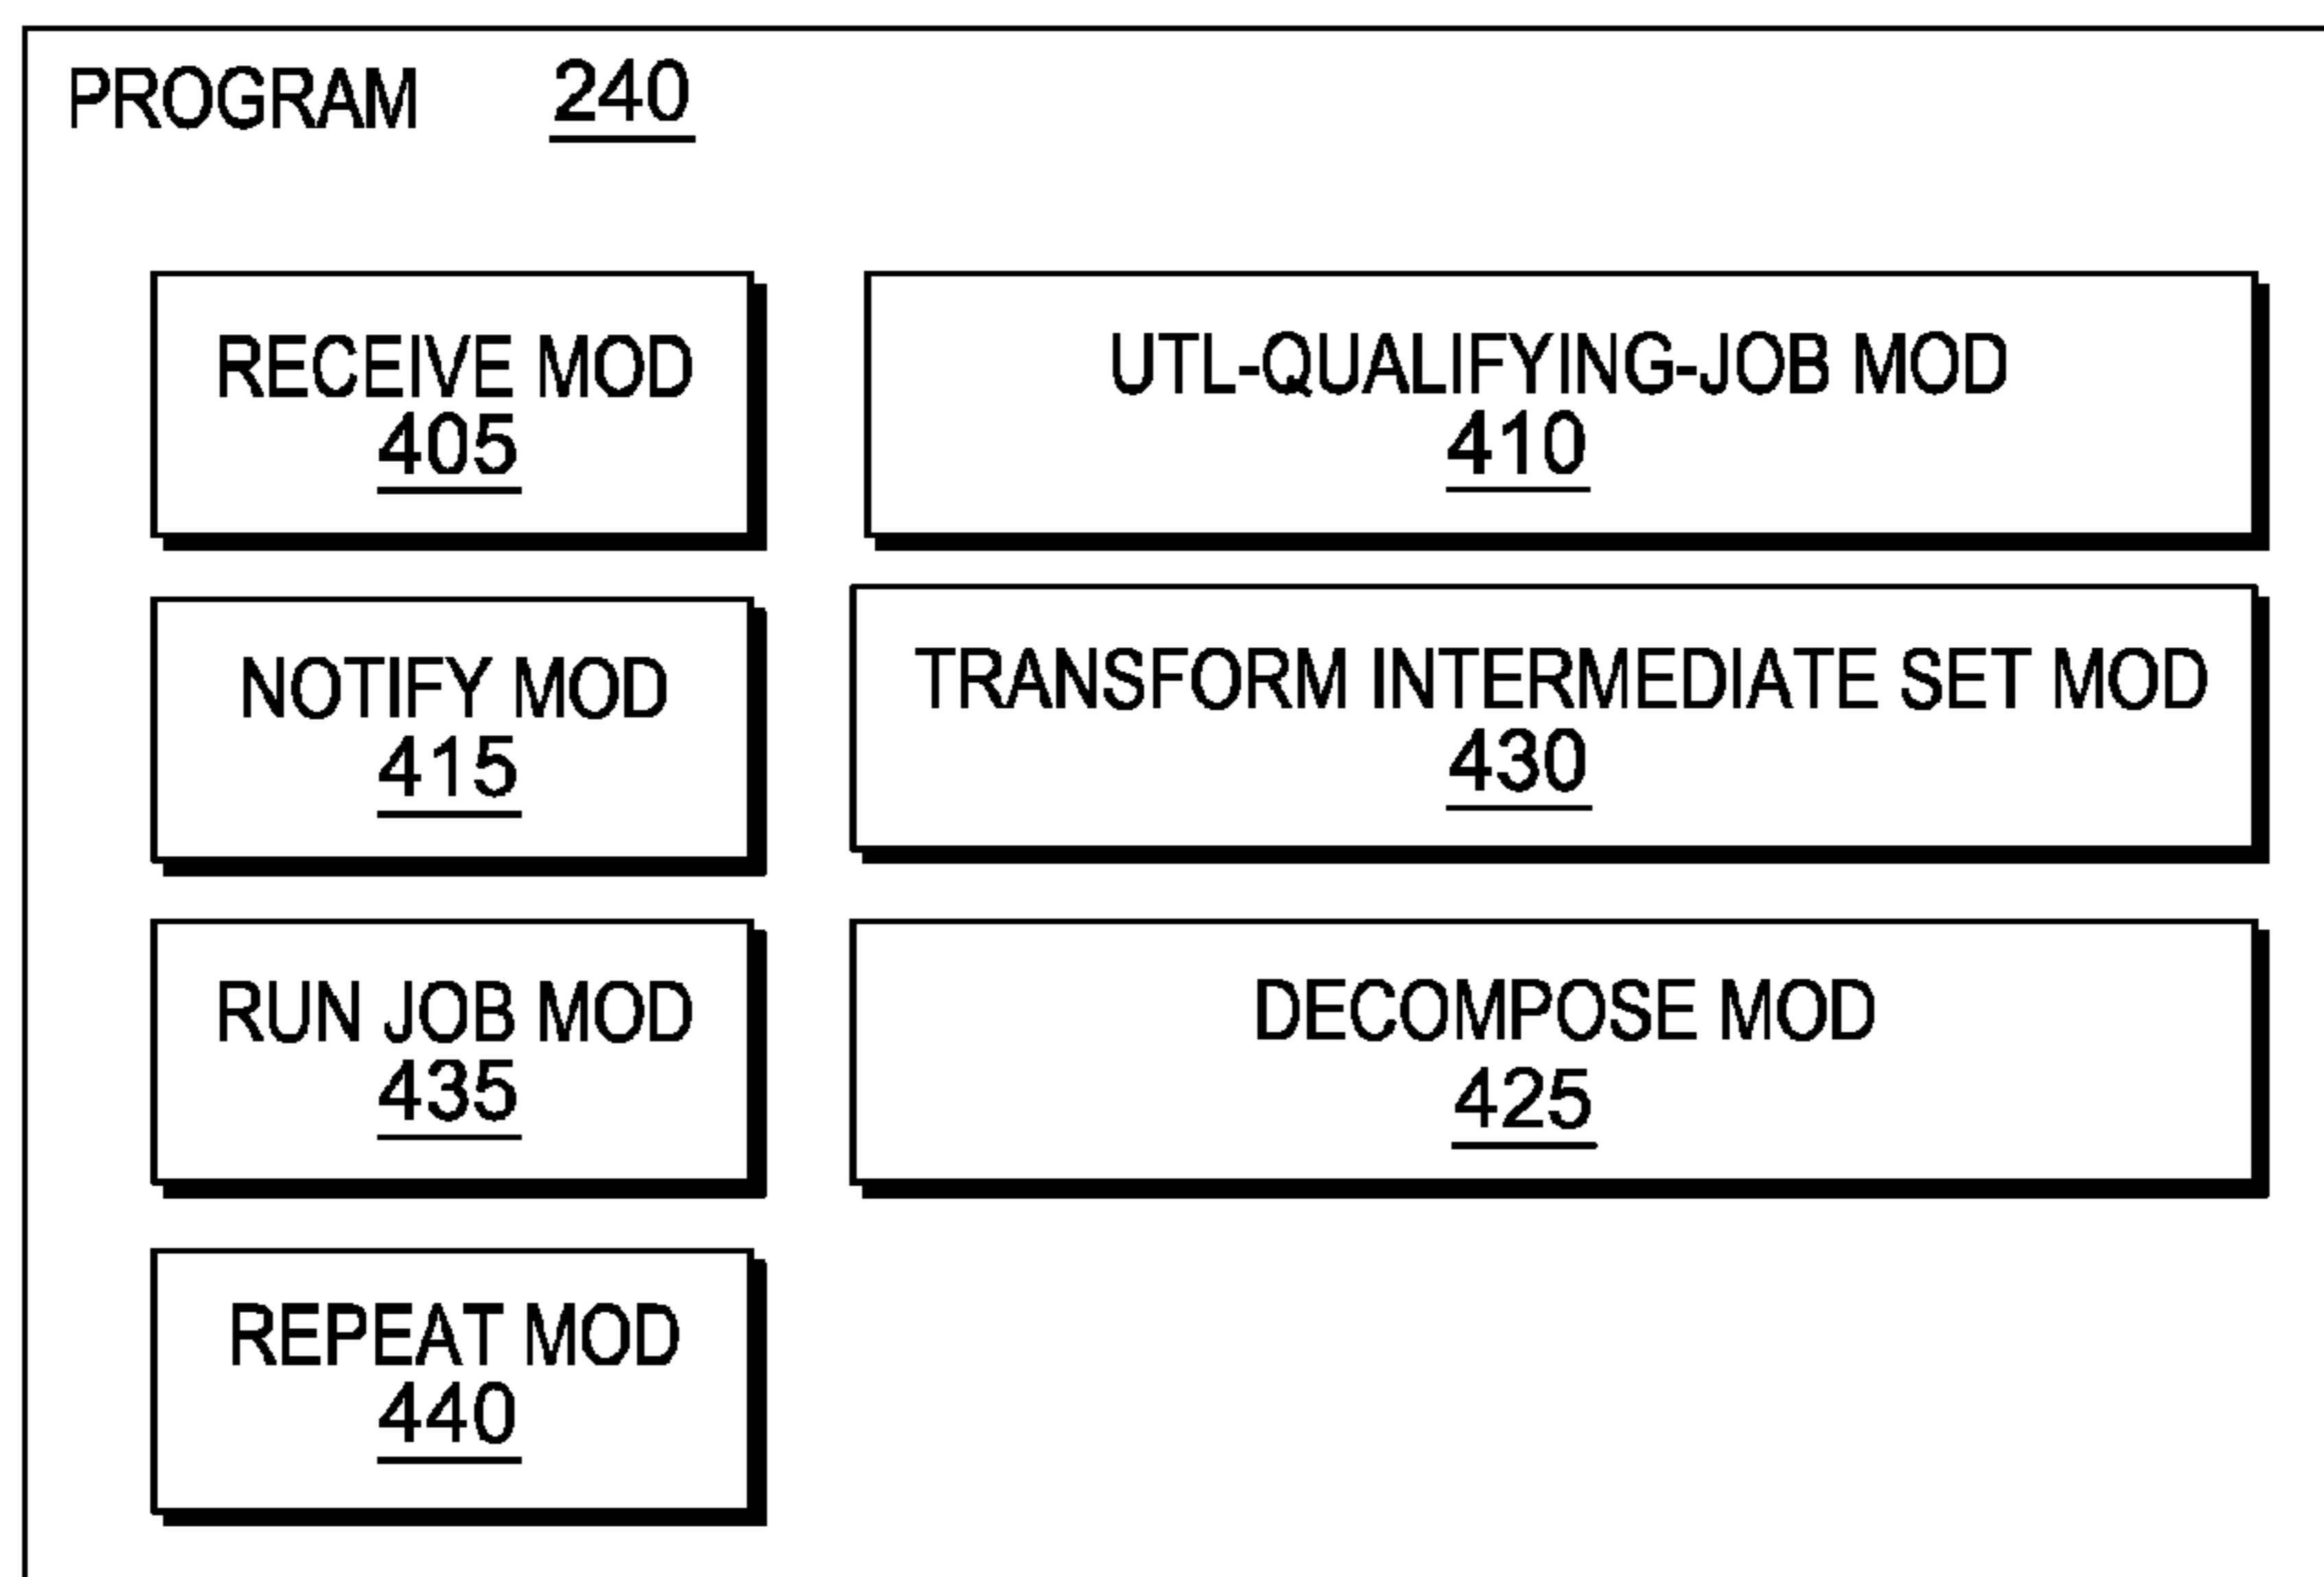 PROGRAM 240
RECEIVE MOD
405
UTL-QUALIFYING-JOB MOD
410
NOTIFY MOD
415
TRANSFORM INTERMEDIATE SET MOD
430
RUN JOB MOD
435
DECOMPOSE MOD
425
REPEAT MOD
440